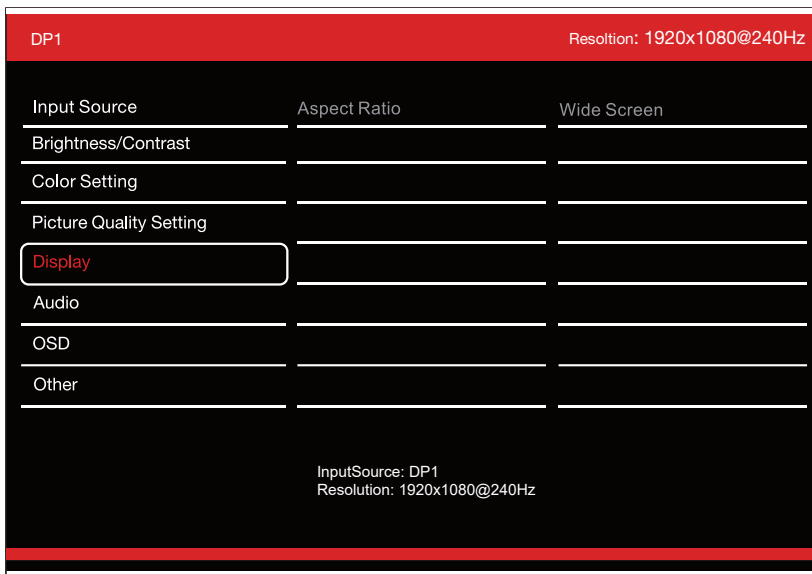 DP1 Resoltion: 1920x1080@240Hz
Input Source Aspect Ratio Wide Screen
Brightness/Contrast
Color Setting
Picture Quality Setting
Display
Audio
OSD
Other
InputSource: DP1
Resolution: 1920x1080@240Hz